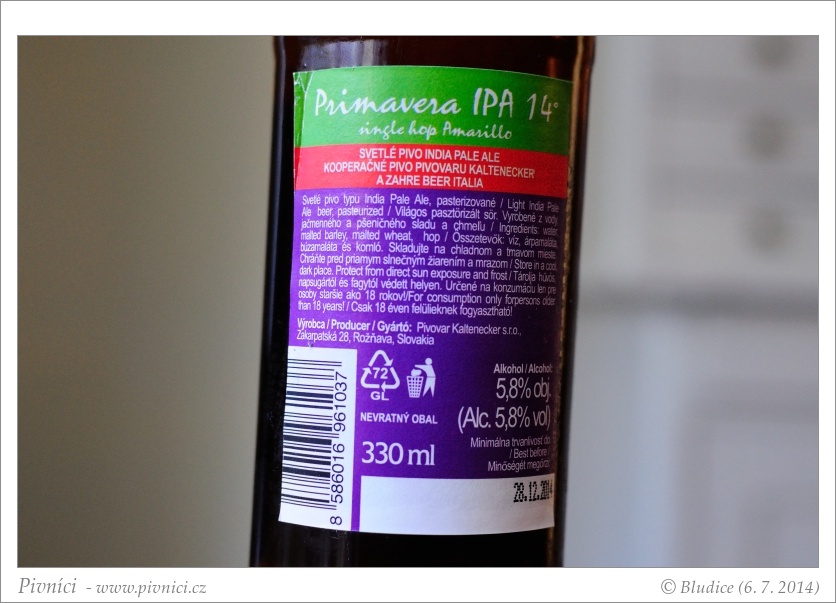 Primavera IPA 14°
single hop Amarillo
SVETLÉ PIVO INDIA PALE ALE
KOOPERAČNÉ PIVO PIVOVARU KALTENECKER
A ZAHRE BEER ITALIA
Svetlé pivo typu India Pale Ale, pasterizované / Light India Pale
Ale beer, pasteurized / Világos pasztörizált sör. Vyrobené z vody,
jačmenného a pšeničného sladu a chmeľu / Ingredients: water,
malted barley, malted wheat, hop / Összetevők: víz, árpamaláta,
búzamaláta és komló. Skladujte na chladnom a tmavom mieste.
Chráňte pred priamym slnečným žiarením a mrazom / Store in a cool,
dark place. Protect from direct sun exposure and frost / Tárolja hűvös,
napsugártól és fagytól védett helyen. Určené na konzumáciu len pre
osoby staršie ako 18 rokov!/For consumption only forpersons older
than 18 years! / Csak 18 éven felülieknek fogyasztható!
Výrobca / Producer / Gyártó: Pivovar Kaltenecker s.r.o.,
Zakarpatská 28, Rožňava, Slovakia
72
GL
NEVRATNÝ OBAL
330 ml
Alkohol / Alcohol:
5,8% obj.
(Alc. 5,8% vol)
Minimálna trvanlivosť do
/ Best before /
Minőségét megőrzi:
28.12.2014
8 586016 961037
Pivníci - www.pivnici.cz
© Bludice (6. 7. 2014)